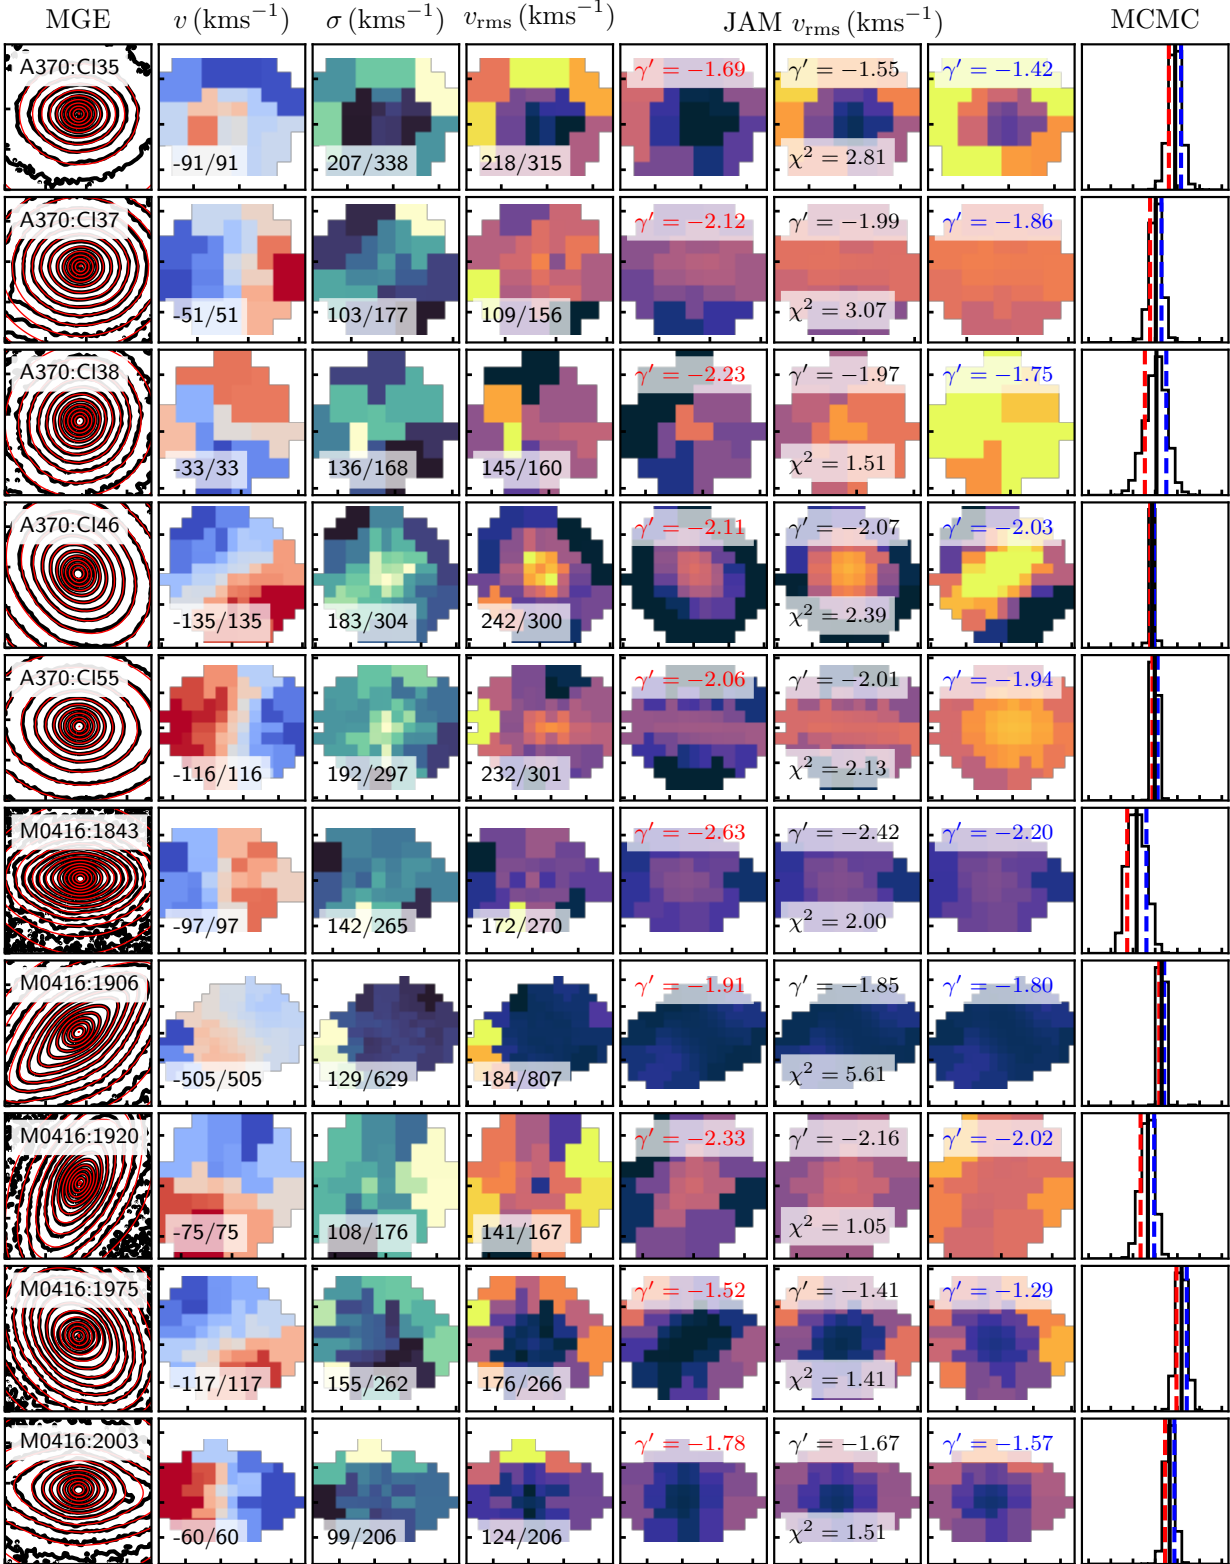 MGE v (kms⁻¹) σ (kms⁻¹) v_rms (kms⁻¹) JAM v_rms (kms⁻¹) MCMC
A370:Cl35 γ′ = −1.69 γ′ = −1.55 γ′ = −1.42
-91/91 207/338 218/315 χ² = 2.81
A370:Cl37 γ′ = −2.12 γ′ = −1.99 γ′ = −1.86
-51/51 103/177 109/156 χ² = 3.07
A370:Cl38 γ′ = −2.23 γ′ = −1.97 γ′ = −1.75
-33/33 136/168 145/160 χ² = 1.51
A370:Cl46 γ′ = −2.11 γ′ = −2.07 γ′ = −2.03
-135/135 183/304 242/300 χ² = 2.39
A370:Cl55 γ′ = −2.06 γ′ = −2.01 γ′ = −1.94
-116/116 192/297 232/301 χ² = 2.13
M0416:1843 γ′ = −2.63 γ′ = −2.42 γ′ = −2.20
-97/97 142/265 172/270 χ² = 2.00
M0416:1906 γ′ = −1.91 γ′ = −1.85 γ′ = −1.80
-505/505 129/629 184/807 χ² = 5.61
M0416:1920 γ′ = −2.33 γ′ = −2.16 γ′ = −2.02
-75/75 108/176 141/167 χ² = 1.05
M0416:1975 γ′ = −1.52 γ′ = −1.41 γ′ = −1.29
-117/117 155/262 176/266 χ² = 1.41
M0416:2003 γ′ = −1.78 γ′ = −1.67 γ′ = −1.57
-60/60 99/206 124/206 χ² = 1.51